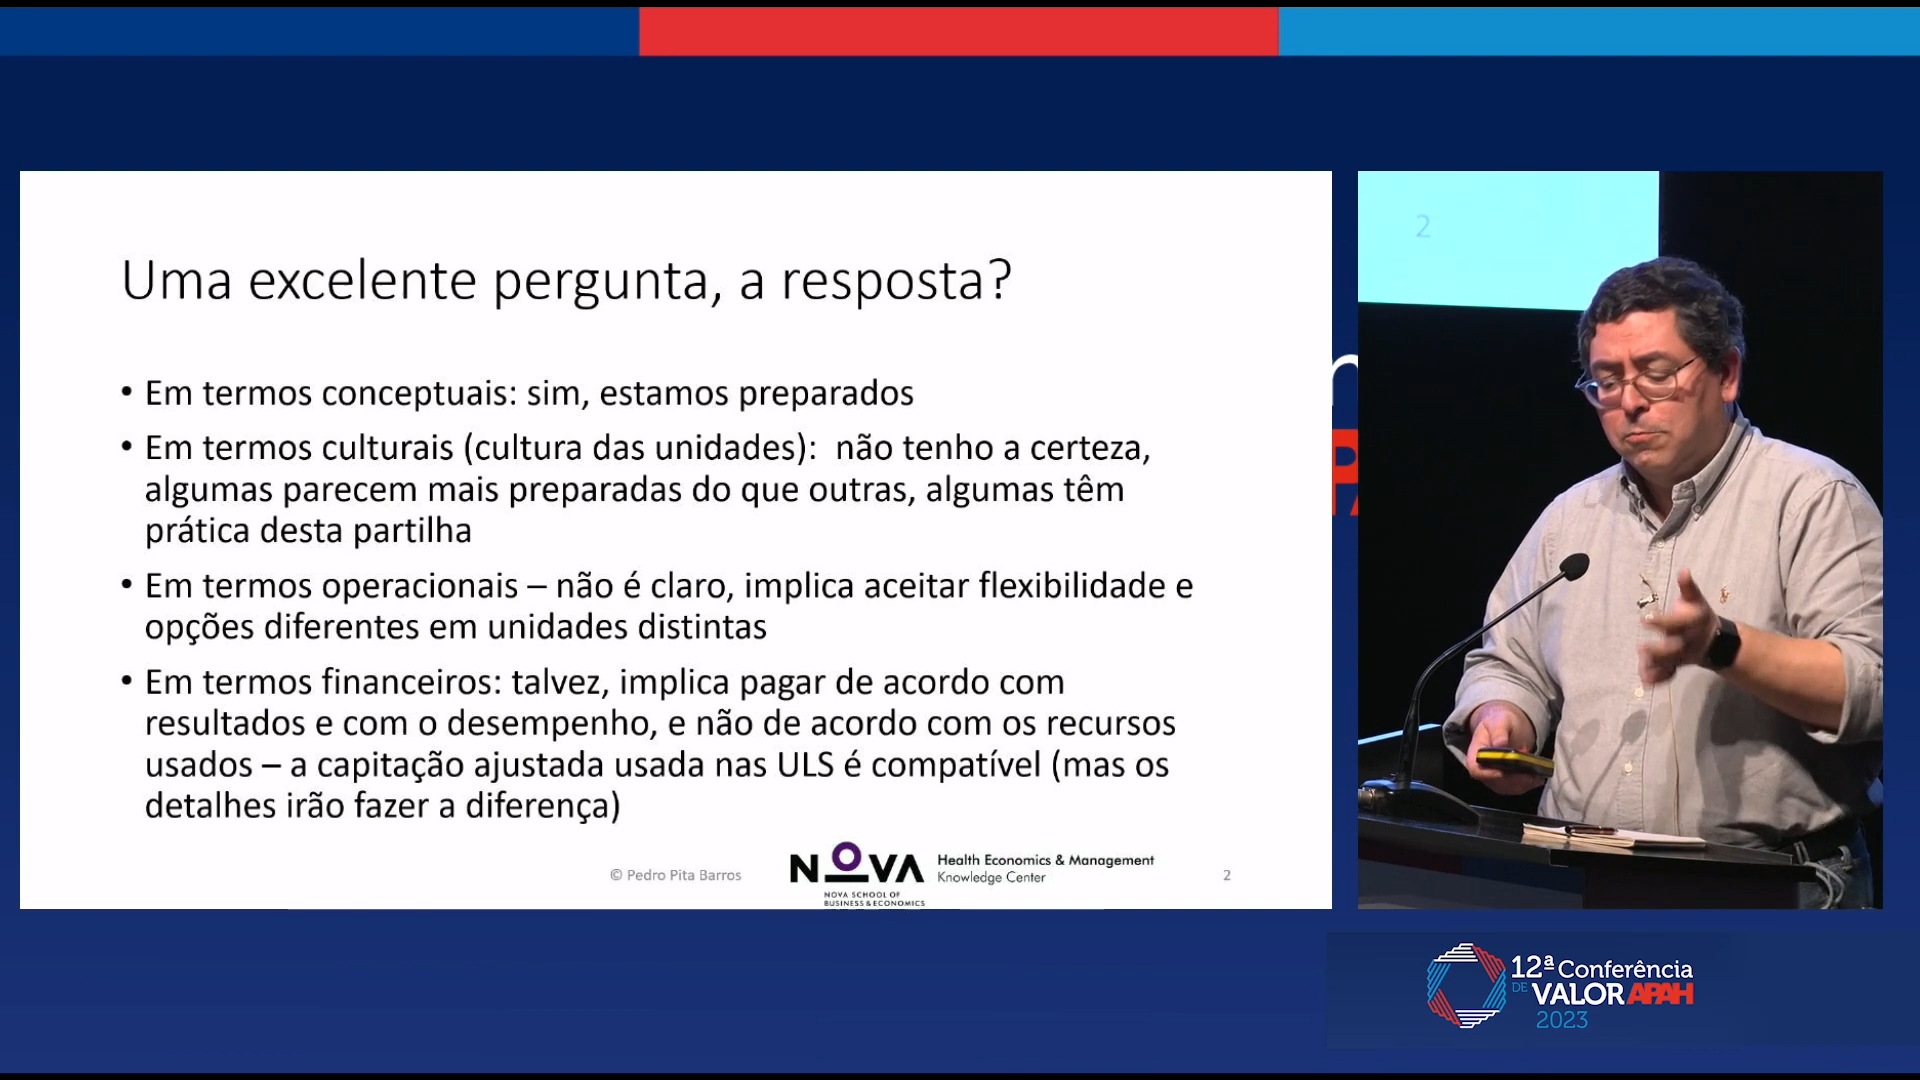 Uma excelente pergunta, a resposta?
• Em termos conceptuais: sim, estamos preparados
• Em termos culturais (cultura das unidades): não tenho a certeza,
algumas parecem mais preparadas do que outras, algumas têm
prática desta partilha
• Em termos operacionais – não é claro, implica aceitar flexibilidade e
opções diferentes em unidades distintas
• Em termos financeiros: talvez, implica pagar de acordo com
resultados e com o desempenho, e não de acordo com os recursos
usados – a capitação ajustada usada nas ULS é compatível (mas os
detalhes irão fazer a diferença)
© Pedro Pita Barros
NOVA
NOVA SCHOOL OF
BUSINESS & ECONOMICS
Health Economics & Management
Knowledge Center
2
2
12ª Conferência
DE VALOR APAH
2023